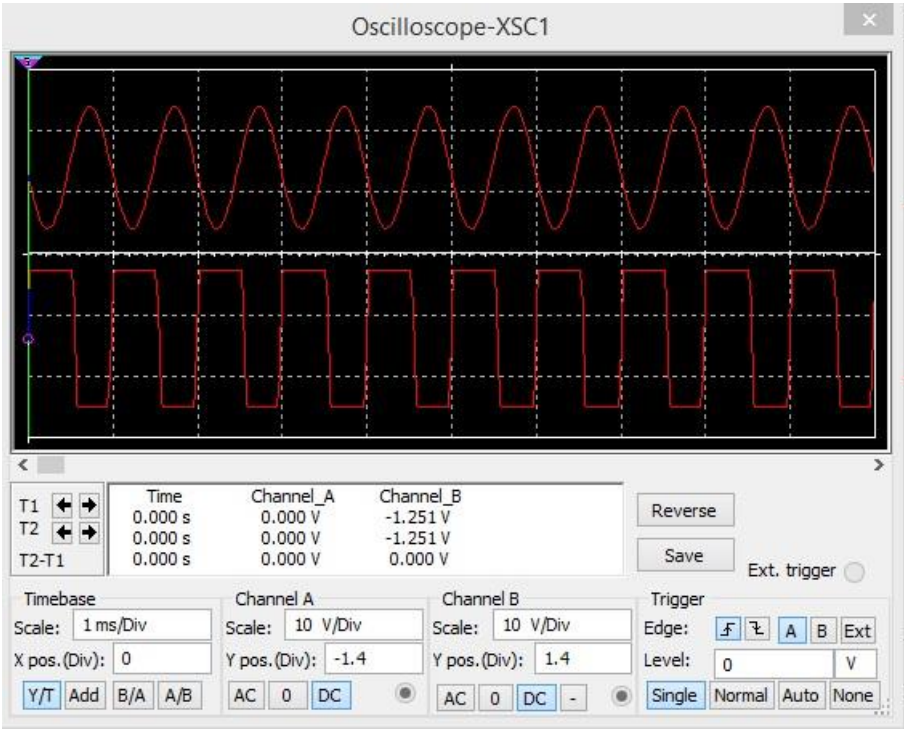 Oscilloscope-XSC1
Time Channel_A Channel_B
T1 0.000 s 0.000 V -1.251 V
T2 0.000 s 0.000 V -1.251 V
T2-T1 0.000 s 0.000 V 0.000 V
Reverse
Save
Ext. trigger
Timebase
Scale: 1 ms/Div
X pos.(Div): 0
Y/T Add B/A A/B
Channel A
Scale: 10 V/Div
Y pos.(Div): -1.4
AC 0 DC
Channel B
Scale: 10 V/Div
Y pos.(Div): 1.4
AC 0 DC -
Trigger
Edge: A B Ext
Level: 0 V
Single Normal Auto None